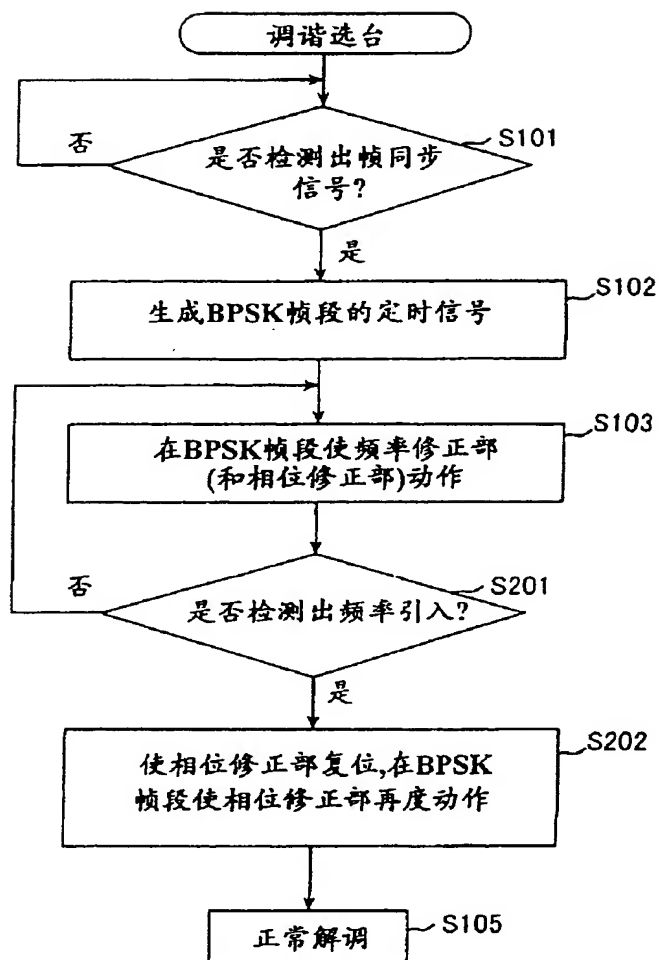 调谐选台
否
S101
是否检测出帧同步
信号?
是
S102
生成BPSK帧段的定时信号
S103
在BPSK帧段使频率修正部
(和相位修正部)动作
否
S201
是否检测出频率引入?
是
S202
使相位修正部复位,在BPSK
帧段使相位修正部再度动作
S105
正常解调